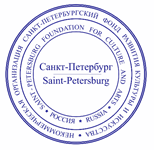 НЕКОММЕРЧЕСКАЯ ОРГАНИЗАЦИЯ САНКТ-ПЕТЕРБУРГСКИЙ ФОНД РАЗВИТИЯ КУЛЬТУРЫ И ИСКУССТВА
SAINT-PETERSBURG FOUNDATION FOR CULTURE AND ARTS
РОССИЯ RUSSIA
Санкт-Петербург
Saint-Petersburg